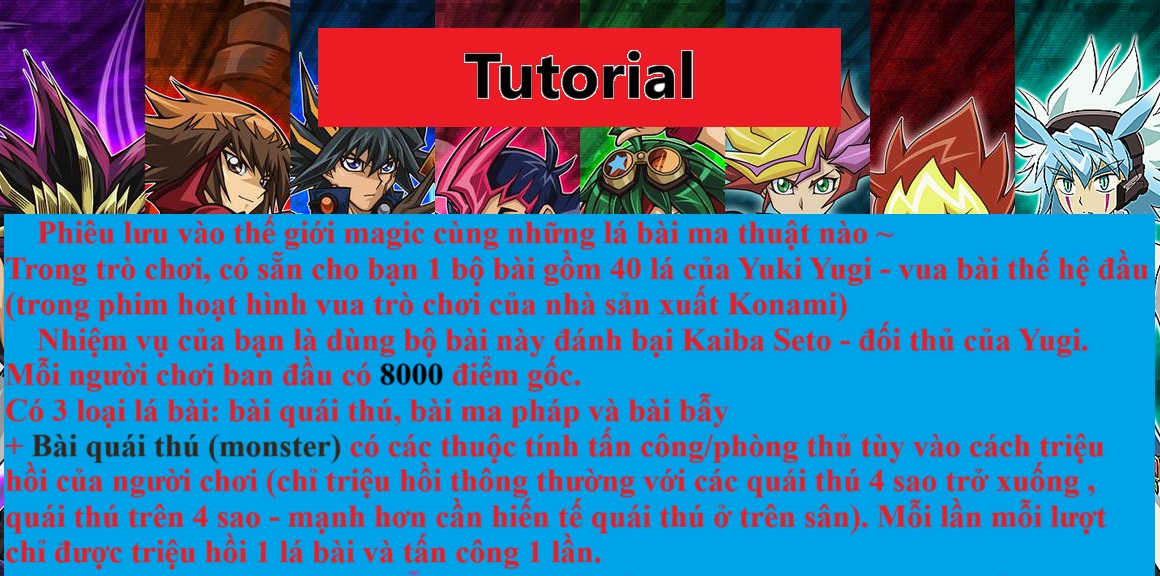 Tutorial
Phiêu lưu vào thế giới magic cùng những lá bài ma thuật nào ~
Trong trò chơi, có sẵn cho bạn 1 bộ bài gồm 40 lá của Yuki Yugi - vua bài thế hệ đầu
(trong phim hoạt hình vua trò chơi của nhà sản xuất Konami)
Nhiệm vụ của bạn là dùng bộ bài này đánh bại Kaiba Seto - đối thủ của Yugi.
Mỗi người chơi ban đầu có 8000 điểm gốc.
Có 3 loại lá bài: bài quái thú, bài ma pháp và bài bẫy
+ Bài quái thú (monster) có các thuộc tính tấn công/phòng thủ tùy vào cách triệu
hồi của người chơi (chỉ triệu hồi thông thường với các quái thú 4 sao trở xuống ,
quái thú trên 4 sao - mạnh hơn cần hiến tế quái thú ở trên sân). Mỗi lần mỗi lượt
chỉ được triệu hồi 1 lá bài và tấn công 1 lần.